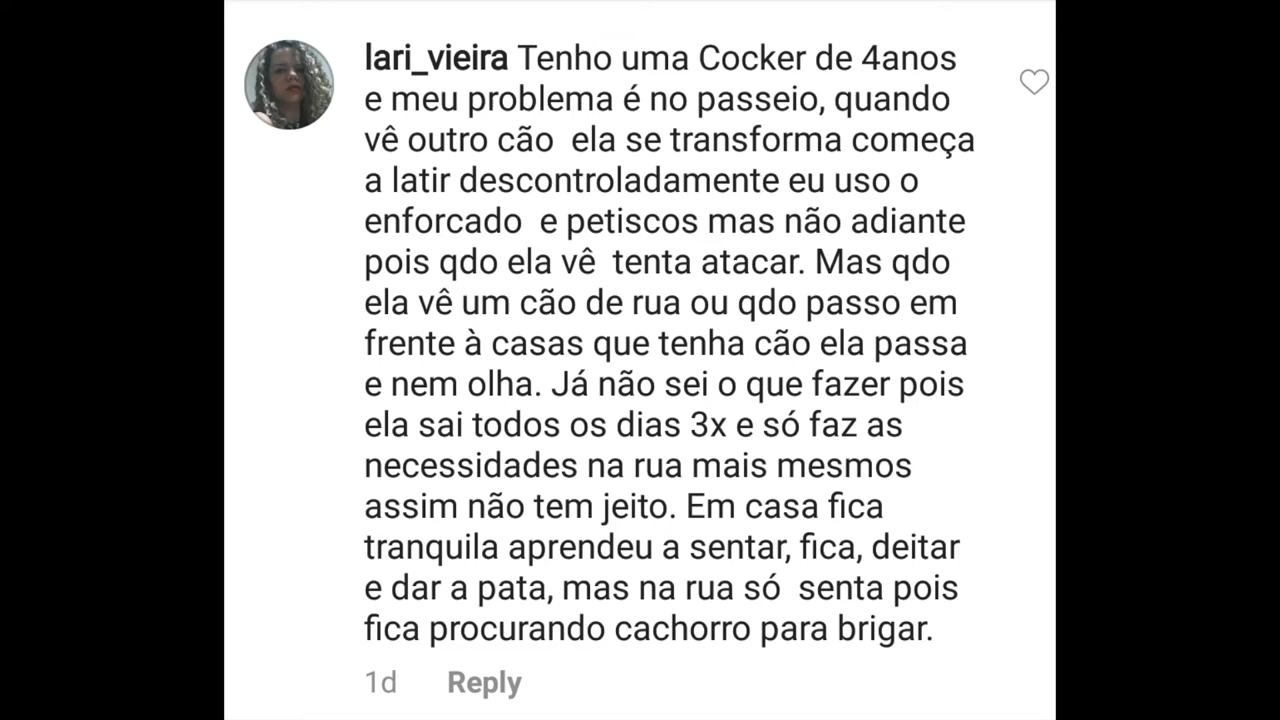 lari_vieira Tenho uma Cocker de 4anos
e meu problema é no passeio, quando
vê outro cão ela se transforma começa
a latir descontroladamente eu uso o
enforcado e petiscos mas não adiante
pois qdo ela vê tenta atacar. Mas qdo
ela vê um cão de rua ou qdo passo em
frente à casas que tenha cão ela passa
e nem olha. Já não sei o que fazer pois
ela sai todos os dias 3x e só faz as
necessidades na rua mais mesmos
assim não tem jeito. Em casa fica
tranquila aprendeu a sentar, fica, deitar
e dar a pata, mas na rua só senta pois
fica procurando cachorro para brigar.
1d Reply